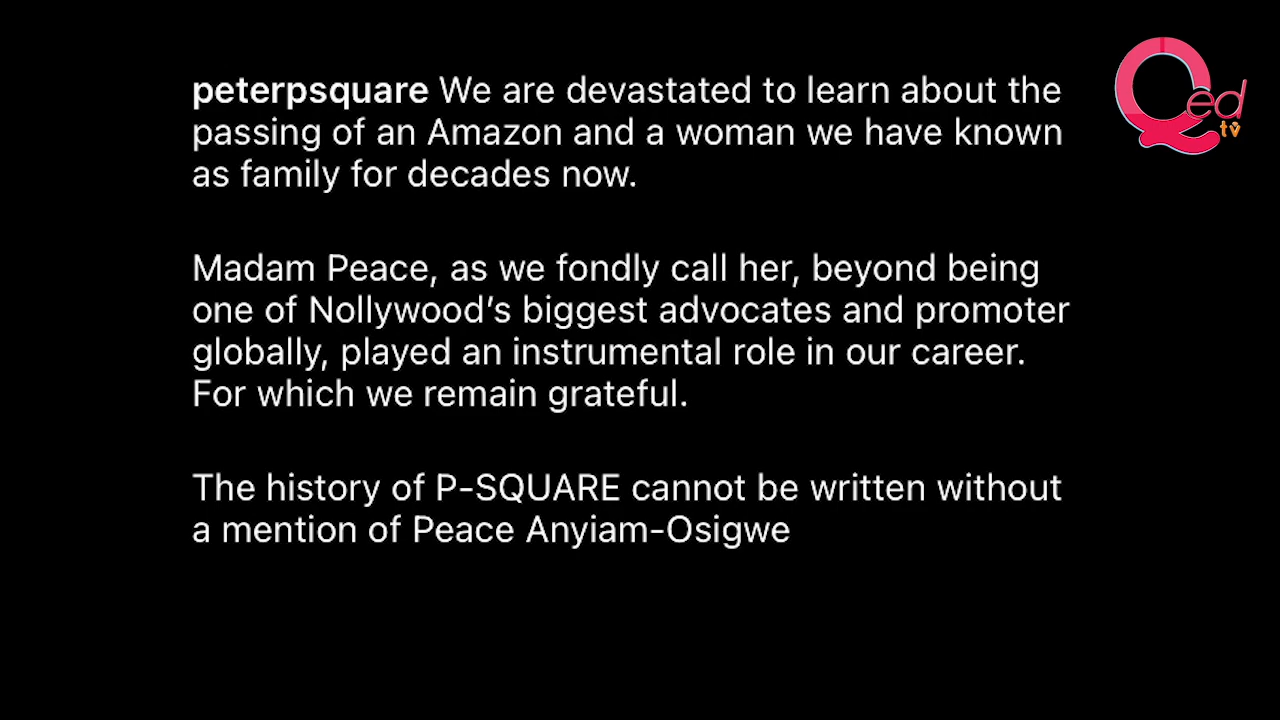 peterpsquare We are devastated to learn about the
passing of an Amazon and a woman we have known
as family for decades now.
Madam Peace, as we fondly call her, beyond being
one of Nollywood’s biggest advocates and promoter
globally, played an instrumental role in our career.
For which we remain grateful.
The history of P-SQUARE cannot be written without
a mention of Peace Anyiam-Osigwe
Qed
tv